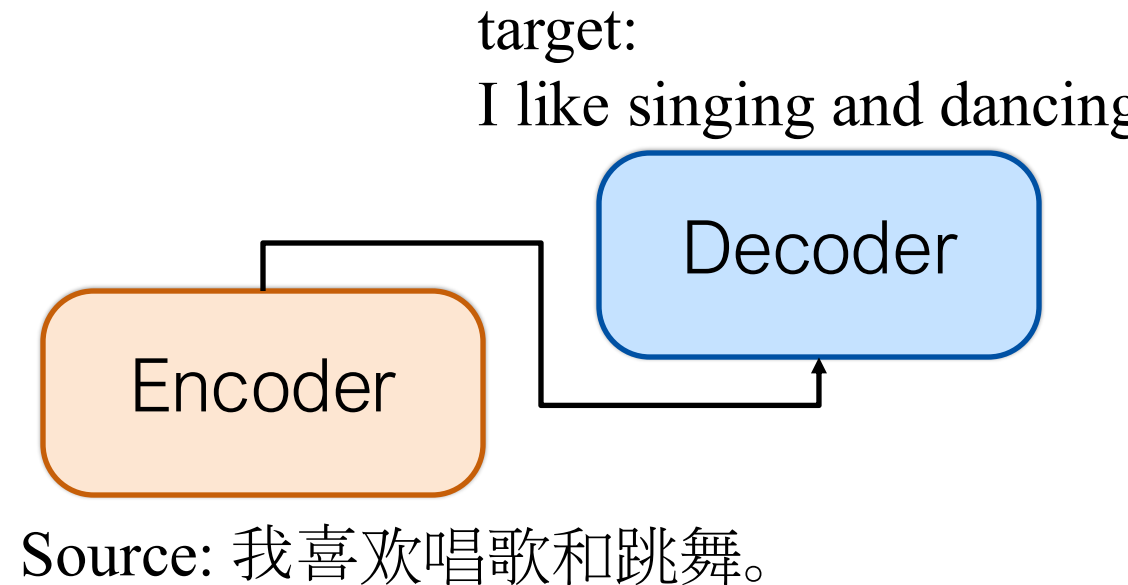 target:
I like singing and dancing
Decoder
Encoder
Source: 我喜欢唱歌和跳舞。